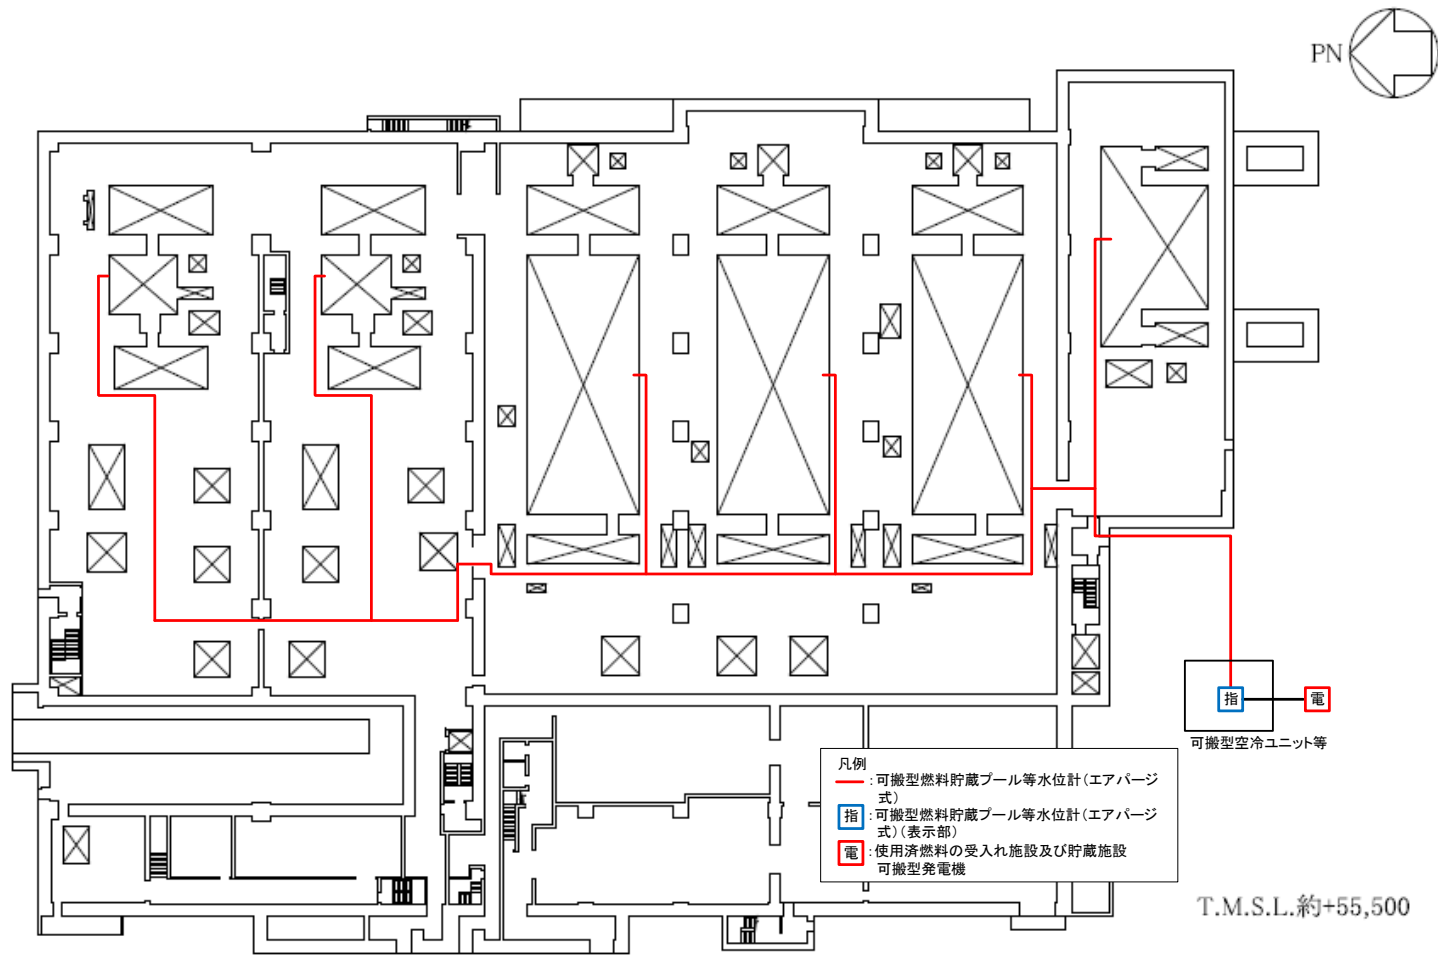 PN
指
電
可搬型空冷ユニット等
凡例
:可搬型燃料貯蔵プール等水位計(エアパージ
式)
指:可搬型燃料貯蔵プール等水位計(エアパージ
式)(表示部)
電:使用済燃料の受入れ施設及び貯蔵施設
可搬型発電機
T.M.S.L.約+55,500